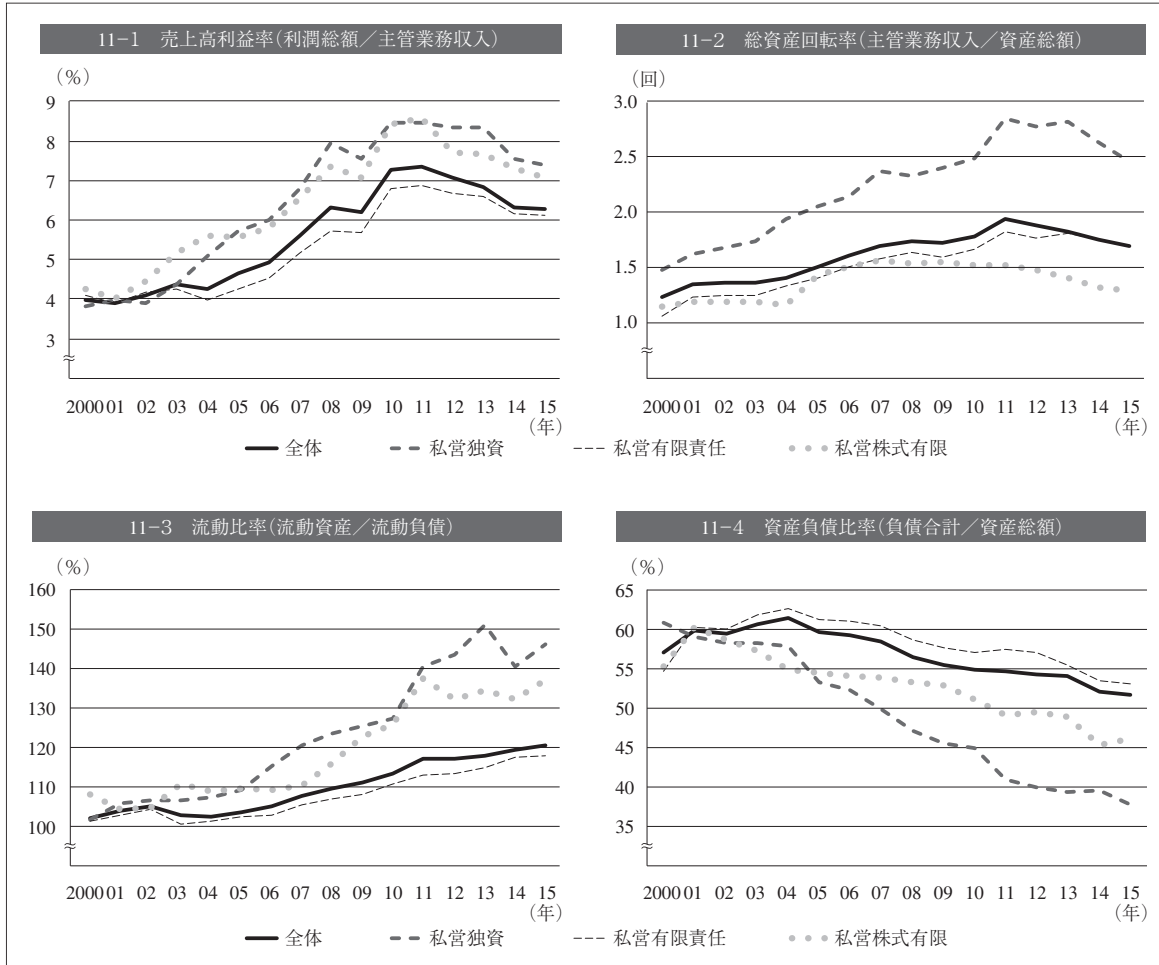 11-1 売上高利益率(利潤総額／主管業務収入)
(%)
9
8
7
6
5
4
3
2000 01 02 03 04 05 06 07 08 09 10 11 12 13 14 15
(年)
11-2 総資産回転率(主管業務収入／資産総額)
(回)
3.0
2.5
2.0
1.5
1.0
2000 01 02 03 04 05 06 07 08 09 10 11 12 13 14 15
(年)
全体 私営独資 私営有限責任 私営株式有限
11-3 流動比率(流動資産／流動負債)
(%)
160
150
140
130
120
110
100
2000 01 02 03 04 05 06 07 08 09 10 11 12 13 14 15
(年)
11-4 資産負債比率(負債合計／資産総額)
(%)
65
60
55
50
45
40
35
2000 01 02 03 04 05 06 07 08 09 10 11 12 13 14 15
(年)
全体 私営独資 私営有限責任 私営株式有限